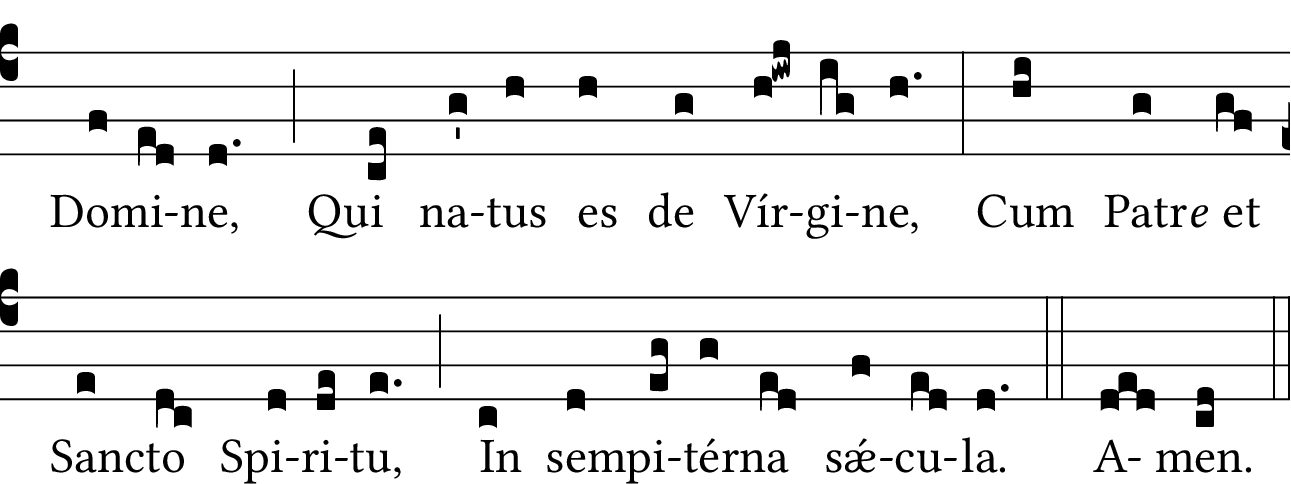 Domi-ne, Qui na-tus es de Vír-gi-ne, Cum Patre et
Sancto Spi-ri-tu, In sempi-térna sǽ-cu-la. A- men.